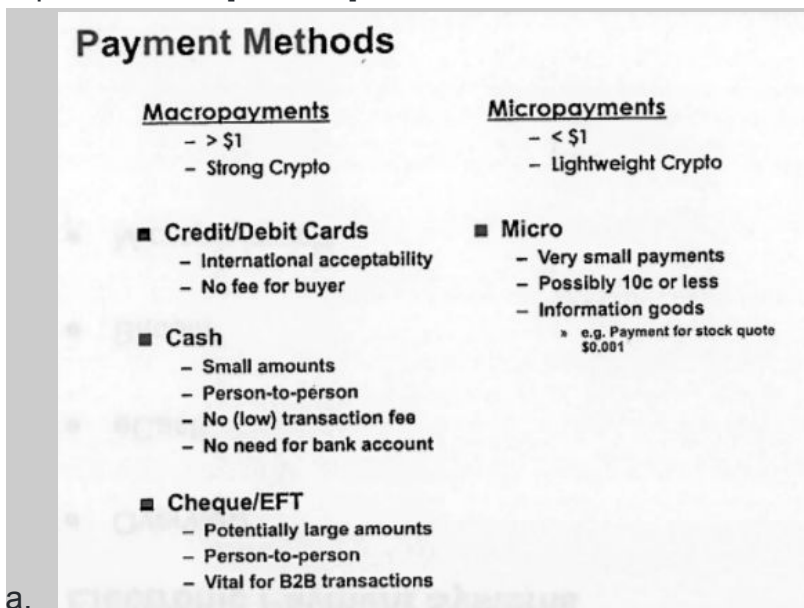 Payment Methods
Macropayments
– > $1
– Strong Crypto
■ Credit/Debit Cards
– International acceptability
– No fee for buyer
■ Cash
– Small amounts
– Person-to-person
– No (low) transaction fee
– No need for bank account
■ Cheque/EFT
– Potentially large amounts
– Person-to-person
– Vital for B2B transactions
Micropayments
– < $1
– Lightweight Crypto
■ Micro
– Very small payments
– Possibly 10c or less
– Information goods
» e.g. Payment for stock quote
$0.001
a.